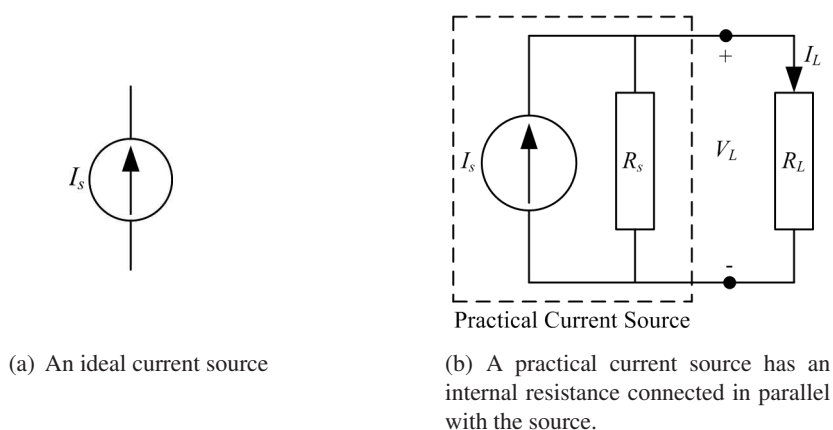 I_s
(a) An ideal current source
I_L
+
I_s
R_s
V_L
R_L
-
Practical Current Source
(b) A practical current source has an
internal resistance connected in parallel
with the source.